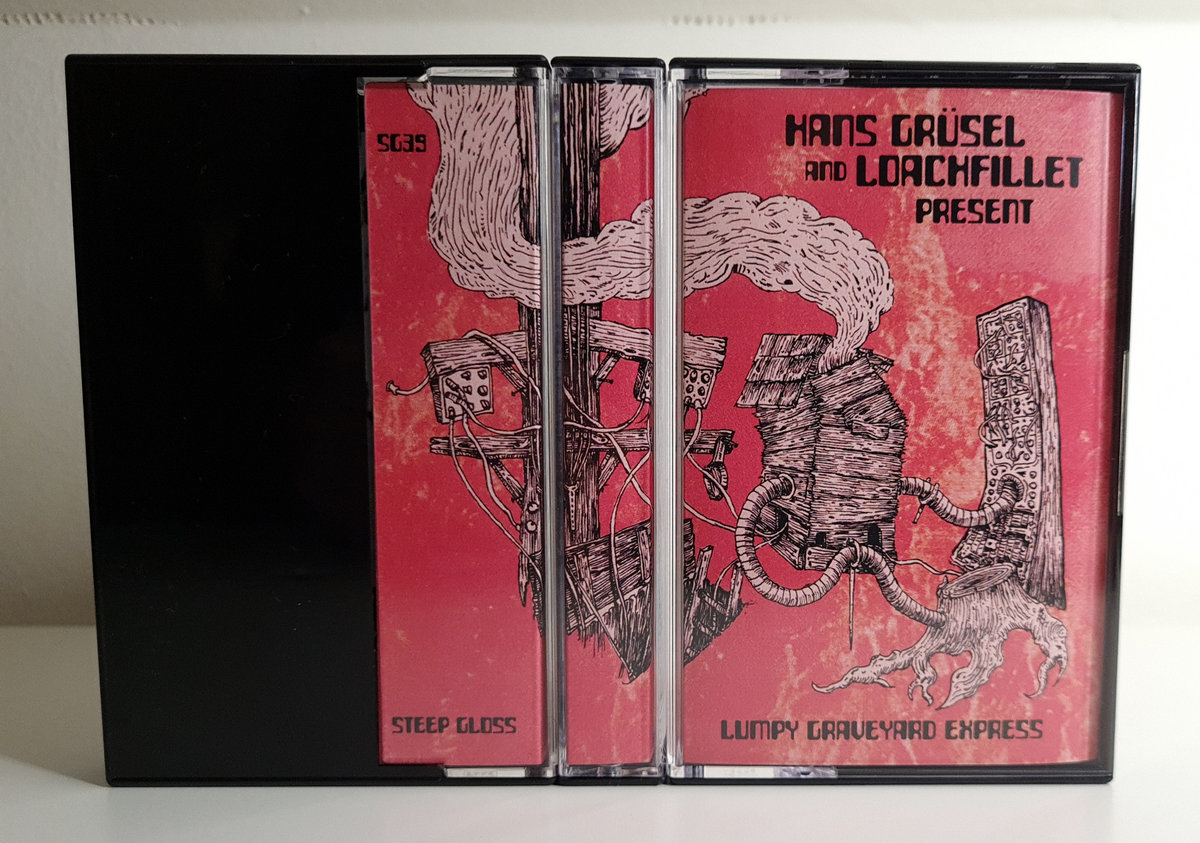 SG39
STEEP GLOSS
HANS GRÜSEL
AND LOACHFILLET
PRESENT
LUMPY GRAVEYARD EXPRESS